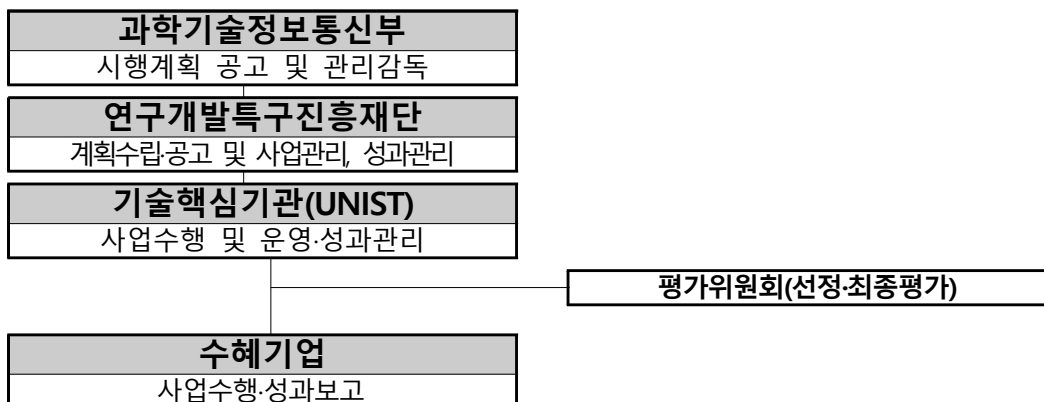 과학기술정보통신부
시행계획 공고 및 관리감독
연구개발특구진흥재단
계획수립·공고 및 사업관리, 성과관리
기술핵심기관(UNIST)
사업수행 및 운영·성과관리
평가위원회(선정·최종평가)
수혜기업
사업수행·성과보고